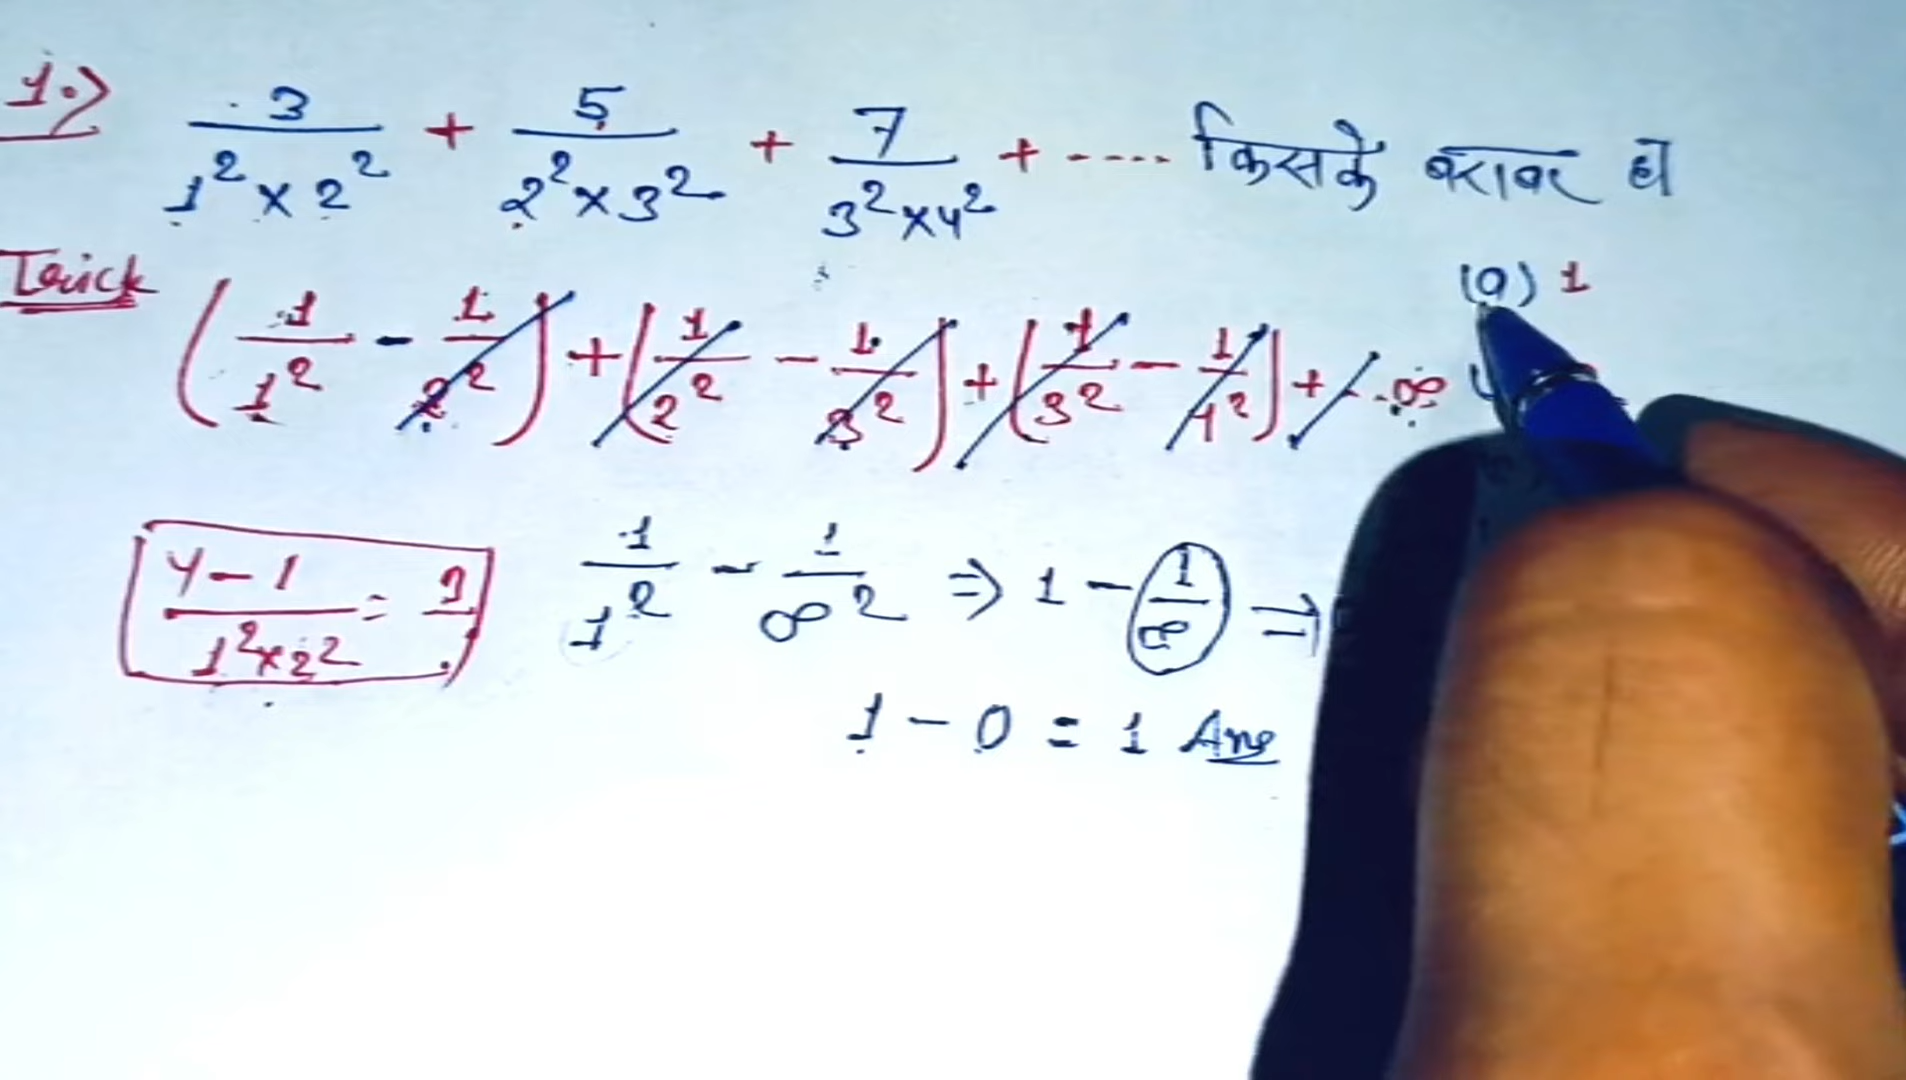 1.> 3/(1² × 2²) + 5/(2² × 3²) + 7/(3² × 4²) + ..... किसके बराबर हो
(a) 1
Trick (1/1² - 1/2²) + (1/2² - 1/3²) + (1/3² - 1/4²) + - .. ∞
4-1/(1² × 2²) = 1/1² - 1/∞² ⇒ 1 - 1/∞ ⇒
1 - 0 = 1 Ans